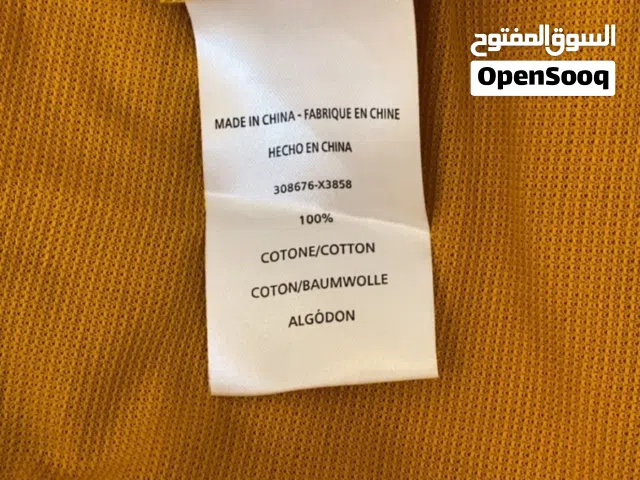 السوق المفتوح
OpenSooq
MADE IN CHINA - FABRIQUE EN CHINE
HECHO EN CHINA
308676-X3858
100%
COTONE/COTTON
COTON/BAUMWOLLE
ALGÒDON